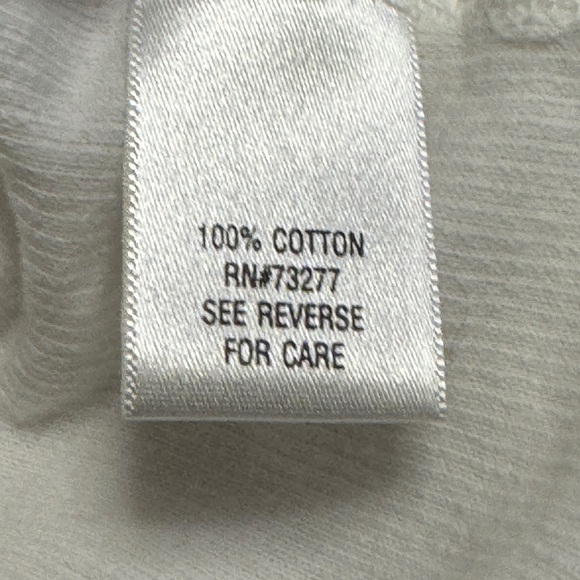 100% COTTON
RN#73277
SEE REVERSE
FOR CARE